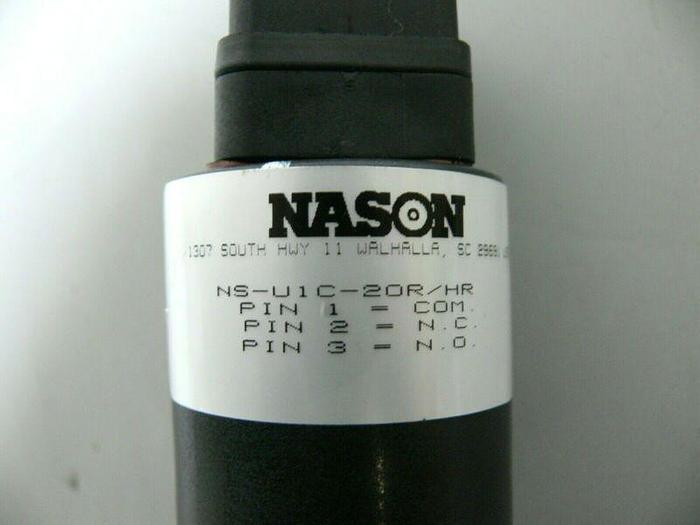 NASON
1307 SOUTH HWY 11 WALHALLA, SC
NS-U1C-20R/HR
PIN 1 = COM.
PIN 2 = N.C.
PIN 3 = N.O.